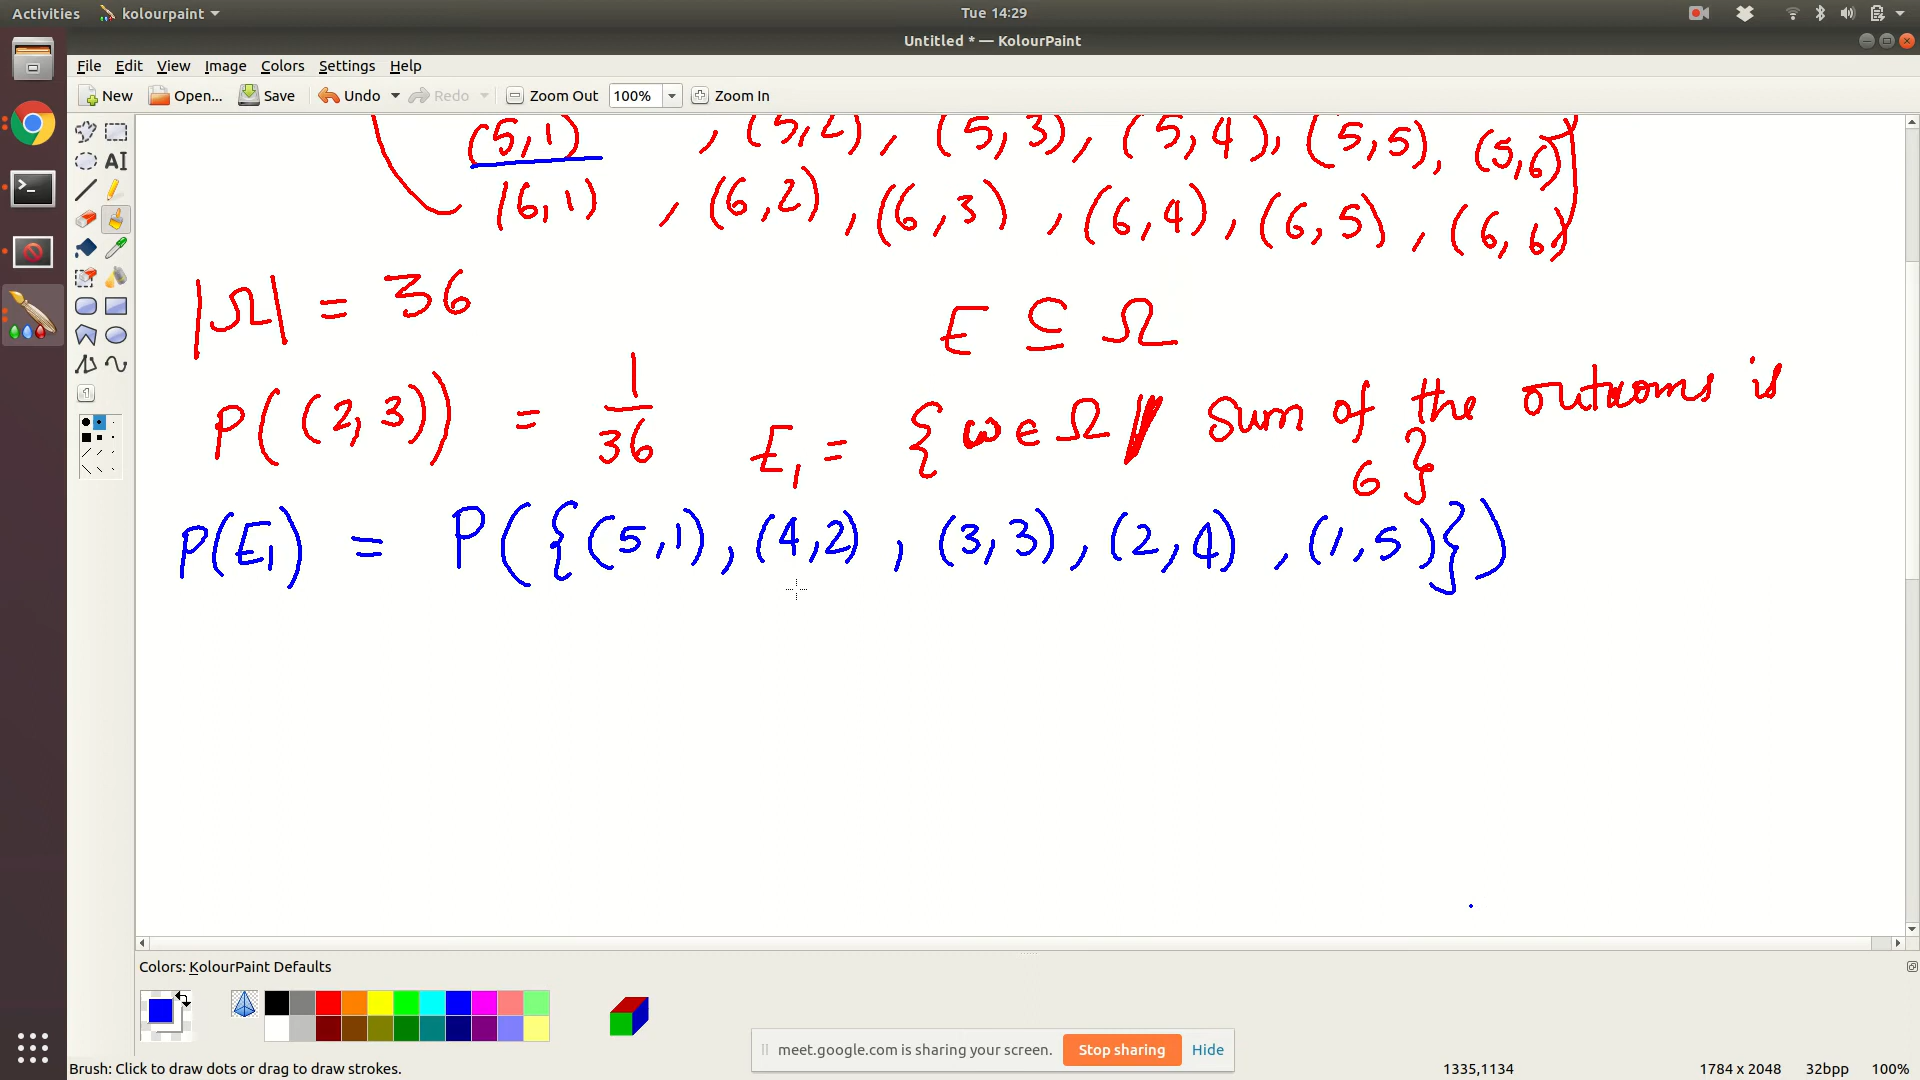 Activities kolourpaint Tue 14:29
Untitled * — KolourPaint
File Edit View Image Colors Settings Help
New Open... Save Undo Redo Zoom Out 100% Zoom In
(5,1) , (5,2), (5,3), (5,4), (5,5), (5,6)
(6,1) , (6,2) , (6,3) , (6,4) , (6,5) , (6,6)
|Ω| = 36
E ⊆ Ω
P((2,3)) = 1/36
E₁ = {ω ∈ Ω | sum of the outcoms is
6}
P(E₁) = P({(5,1), (4,2) , (3,3) , (2,4) , (1,5)})
Colors: KolourPaint Defaults
meet.google.com is sharing your screen. Stop sharing Hide
Brush: Click to draw dots or drag to draw strokes. 1335,1134 1784 x 2048 32bpp 100%